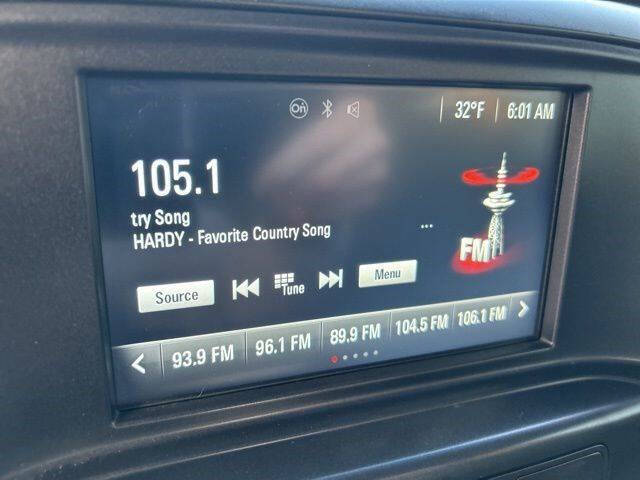 On 32°F 6:01 AM
105.1
try Song
HARDY - Favorite Country Song
...
FM
Source Tune Menu
93.9 FM 96.1 FM 89.9 FM 104.5 FM 106.1 FM